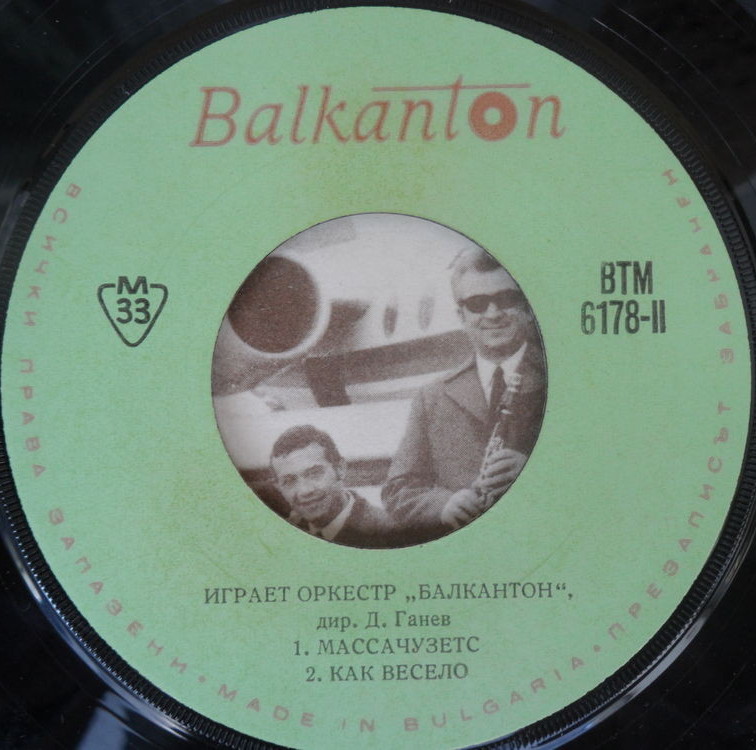 Balkanton
M
33
ВТМ
6178-II
ИГРАЕТ ОРКЕСТР „БАЛКАНТОН“,
дир. Д. Ганев
1. МАССАЧУЗЕТС
2. КАК ВЕСЕЛО
ВСИЧКИ ПРАВА ЗАПАЗЕНИ • MADE IN BULGARIA • ПРЕЗАПИСЪТ ЗАБРАНЕН